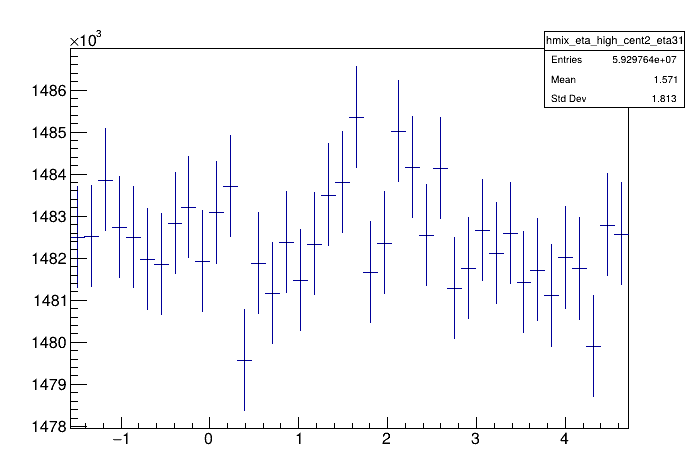 ×10³
hmix_eta_high_cent2_eta31
Entries 5.929764e+07
Mean 1.571
Std Dev 1.813
1486
1485
1484
1483
1482
1481
1480
1479
1478
−1 0 1 2 3 4